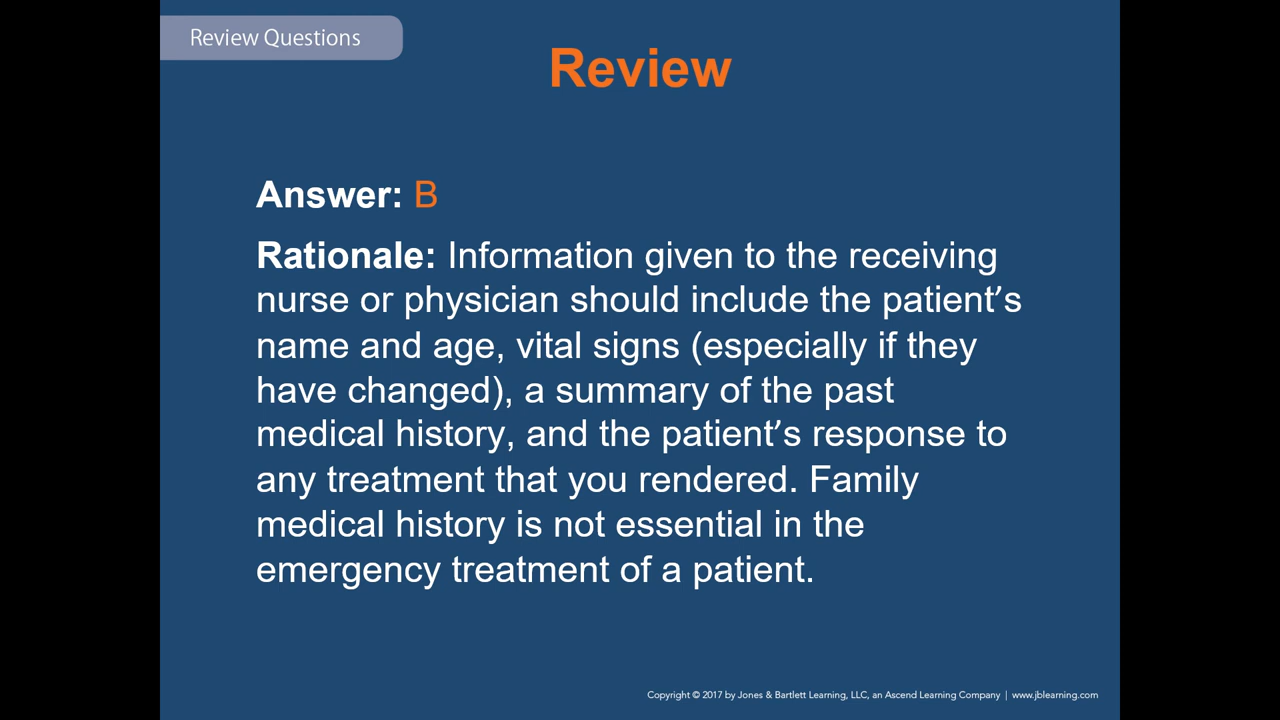 Review Questions
Review
Answer: B
Rationale: Information given to the receiving
nurse or physician should include the patient’s
name and age, vital signs (especially if they
have changed), a summary of the past
medical history, and the patient’s response to
any treatment that you rendered. Family
medical history is not essential in the
emergency treatment of a patient.
Copyright © 2017 by Jones & Bartlett Learning, LLC, an Ascend Learning Company | www.jblearning.com